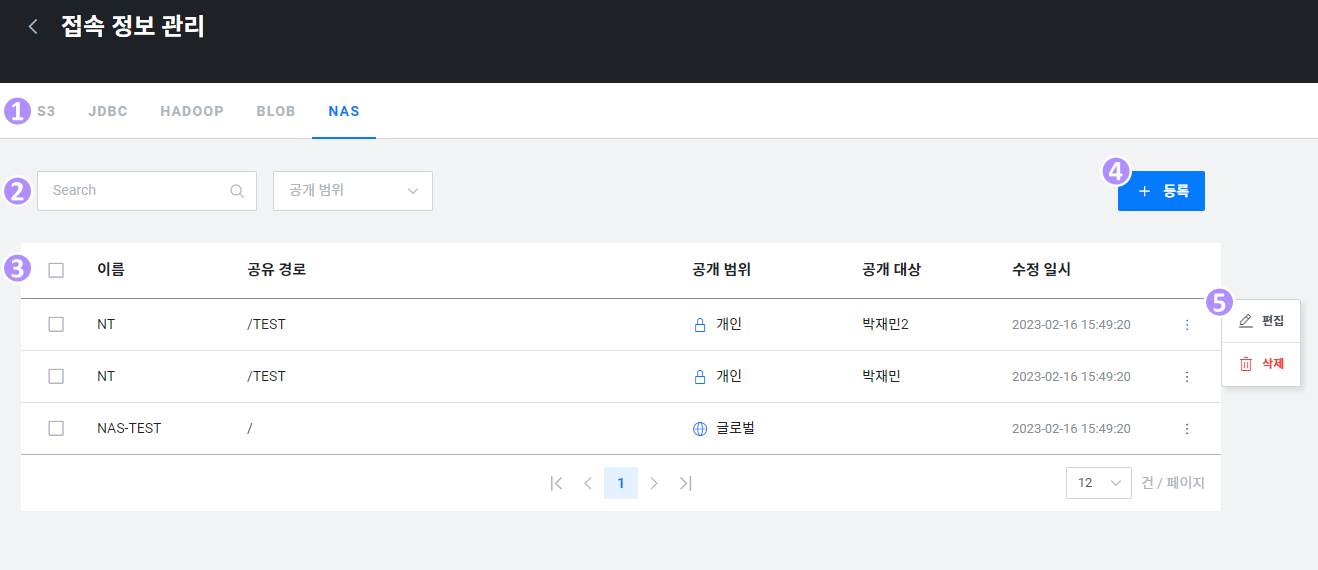 접속 정보 관리
1 S3 JDBC HADOOP BLOB NAS
2 Search 공개 범위
4 + 등록
3 이름 공유 경로 공개 범위 공개 대상 수정 일시
5 편집
NT /TEST 개인 박재민2 2023-02-16 15:49:20
삭제
NT /TEST 개인 박재민 2023-02-16 15:49:20
NAS-TEST / 글로벌 2023-02-16 15:49:20
1 12 건 / 페이지